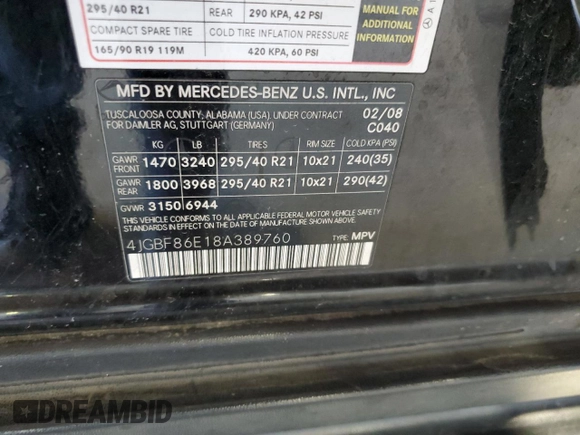 295/40 R21 REAR 290 KPA, 42 PSI
COMPACT SPARE TIRE COLD TIRE INFLATION PRESSURE
165/90 R19 119M 420 KPA, 60 PSI
MANUAL FOR
ADDITIONAL
INFORMATION
MFD BY MERCEDES-BENZ U.S. INTL., INC
TUSCALOOSA COUNTY, ALABAMA (USA), UNDER CONTRACT
FOR DAIMLER AG, STUTTGART (GERMANY)
02/08
C040
KG LB TIRES RIM SIZE COLD KPA (PSI)
GAWR FRONT 1470 3240 295/40 R21 10x21 240(35)
GAWR REAR 1800 3968 295/40 R21 10x21 290(42)
GVWR 3150 6944
THIS VEHICLE CONFORMS TO ALL APPLICABLE FEDERAL MOTOR VEHICLE SAFETY
STANDARDS IN EFFECT ON THE DATE OF MANUFACTURE SHOWN ABOVE.
4JGBF86E18A389760 TYPE: MPV
DREAMBID